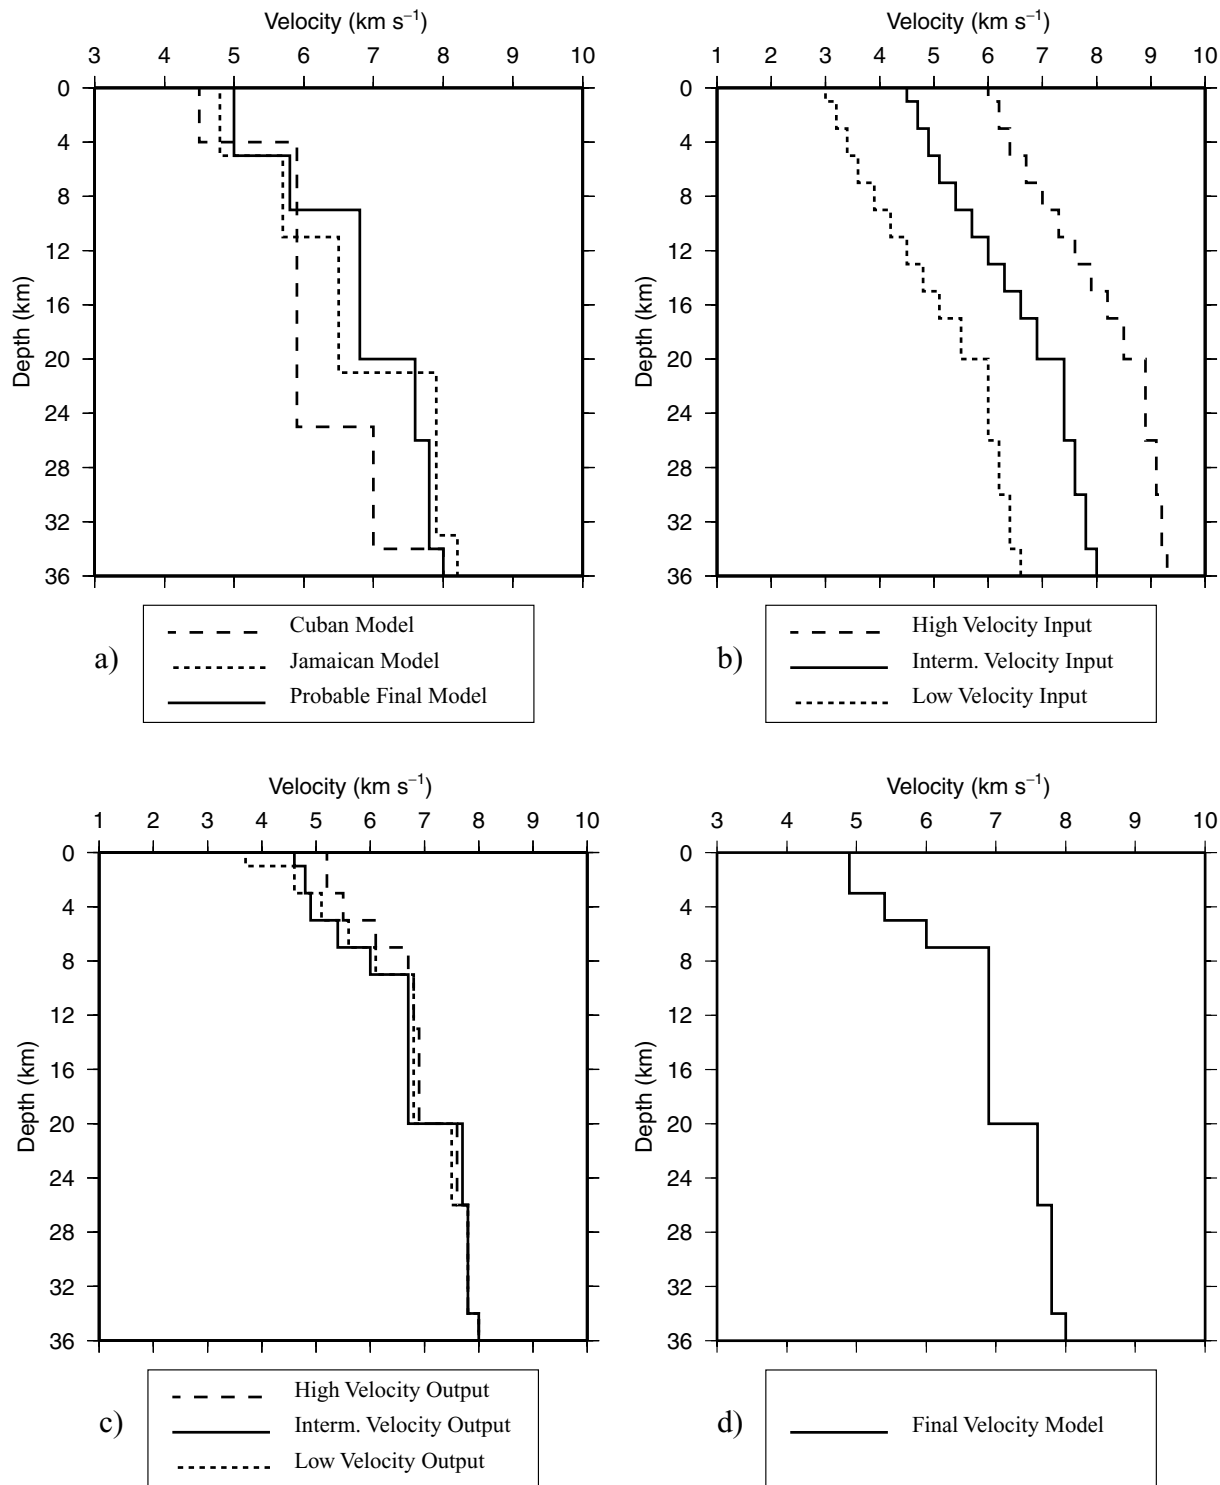 Velocity (km s⁻¹)
3 4 5 6 7 8 9 10
0
4
8
12
16
20
24
28
32
36
Depth (km)
a)
Cuban Model
Jamaican Model
Probable Final Model
Velocity (km s⁻¹)
1 2 3 4 5 6 7 8 9 10
0
4
8
12
16
20
24
28
32
36
Depth (km)
b)
High Velocity Input
Interm. Velocity Input
Low Velocity Input
Velocity (km s⁻¹)
1 2 3 4 5 6 7 8 9 10
0
4
8
12
16
20
24
28
32
36
Depth (km)
c)
High Velocity Output
Interm. Velocity Output
Low Velocity Output
Velocity (km s⁻¹)
3 4 5 6 7 8 9 10
0
4
8
12
16
20
24
28
32
36
Depth (km)
d)
Final Velocity Model